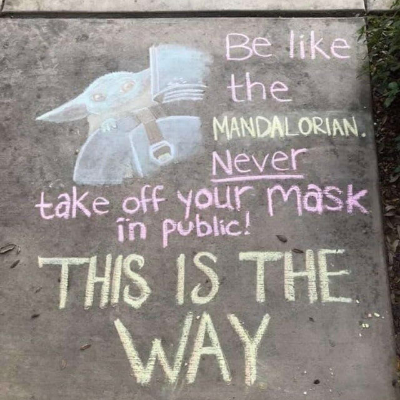 Be like
the
MANDALORIAN.
Never
take off your mask
in public!
THIS IS THE
WAY